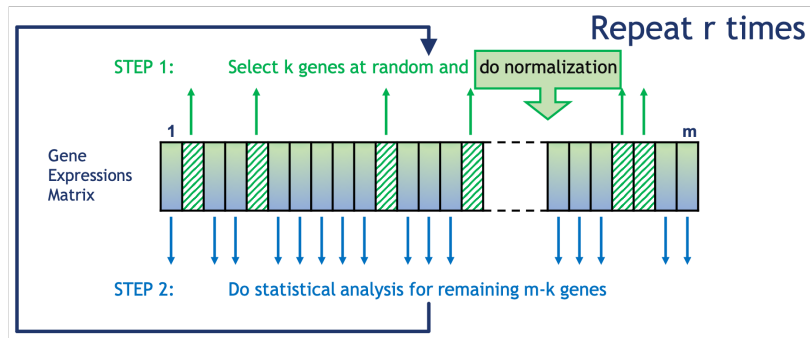 Repeat r times
STEP 1: Select k genes at random and do normalization
1 m
Gene
Expressions
Matrix
STEP 2: Do statistical analysis for remaining m-k genes